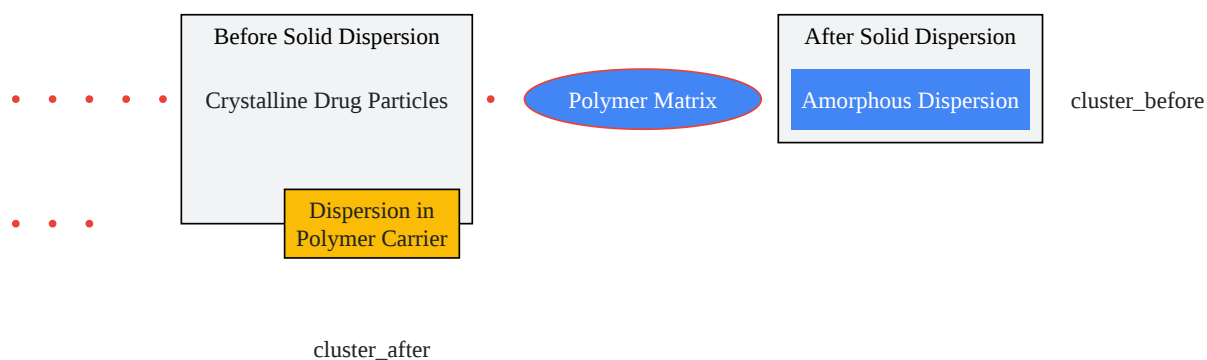 Before Solid Dispersion
Crystalline Drug Particles
Dispersion in
Polymer Carrier
Polymer Matrix
After Solid Dispersion
Amorphous Dispersion
cluster_before
cluster_after